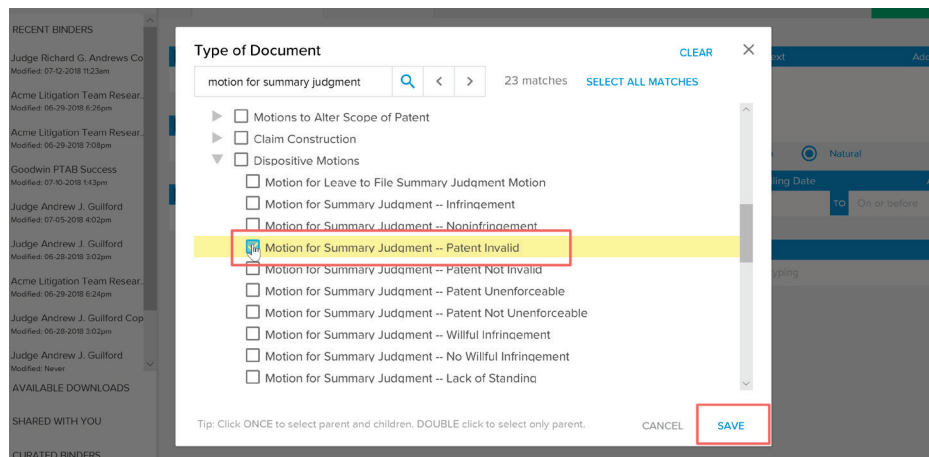 RECENT BINDERS
Judge Richard G. Andrews Co
Modified: 07-12-2018 11:23am
Acme Litigation Team Resear..
Modified: 06-29-2018 6:26pm
Acme Litigation Team Resear..
Modified: 06-29-2018 7:08pm
Goodwin PTAB Success
Modified: 07-10-2018 1:43pm
Judge Andrew J. Guilford
Modified: 07-05-2018 4:02pm
Judge Andrew J. Guilford
Modified: 06-28-2018 3:02pm
Acme Litigation Team Resear..
Modified: 06-29-2018 6:24pm
Judge Andrew J. Guilford Cop
Modified: 06-28-2018 3:02pm
Judge Andrew J. Guilford
Modified: Never
AVAILABLE DOWNLOADS
SHARED WITH YOU
CURATED BINDERS
Type of Document
CLEAR
motion for summary judgment
23 matches
SELECT ALL MATCHES
Motions to Alter Scope of Patent
Claim Construction
Dispositive Motions
Motion for Leave to File Summary Judgment Motion
Motion for Summary Judgment -- Infringement
Motion for Summary Judgment -- Noninfringement
Motion for Summary Judgment -- Patent Invalid
Motion for Summary Judgment -- Patent Not Invalid
Motion for Summary Judgment -- Patent Unenforceable
Motion for Summary Judgment -- Patent Not Unenforceable
Motion for Summary Judgment -- Willful Infringement
Motion for Summary Judgment -- No Willful Infringement
Motion for Summary Judgment -- Lack of Standing
Tip: Click ONCE to select parent and children. DOUBLE click to select only parent.
CANCEL
SAVE
ext
Add
Natural
ling Date
TO
On or before
typing